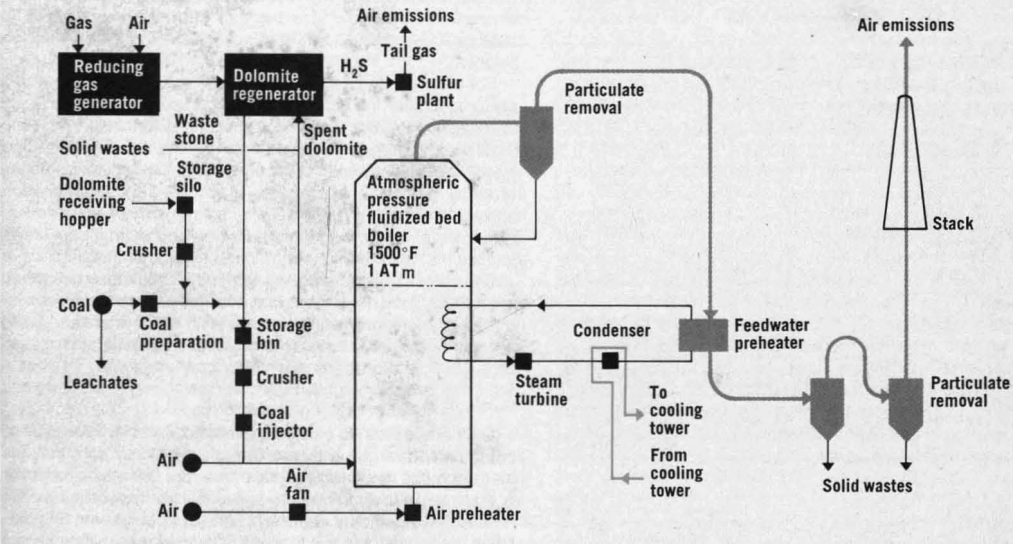 Gas
Air
Reducing
gas
generator
Dolomite
regenerator
Air emissions
Tail gas
H2S
Sulfur
plant
Waste
stone
Solid wastes
Spent
dolomite
Storage
silo
Dolomite
receiving
hopper
Crusher
Coal
Coal
preparation
Leachates
Storage
bin
Crusher
Coal
injector
Air
Air
fan
Air
Air preheater
Atmospheric
pressure
fluidized bed
boiler
1500°F
1 ATm
Particulate
removal
Steam
turbine
Condenser
To
cooling
tower
From
cooling
tower
Feedwater
preheater
Air emissions
Stack
Particulate
removal
Solid wastes